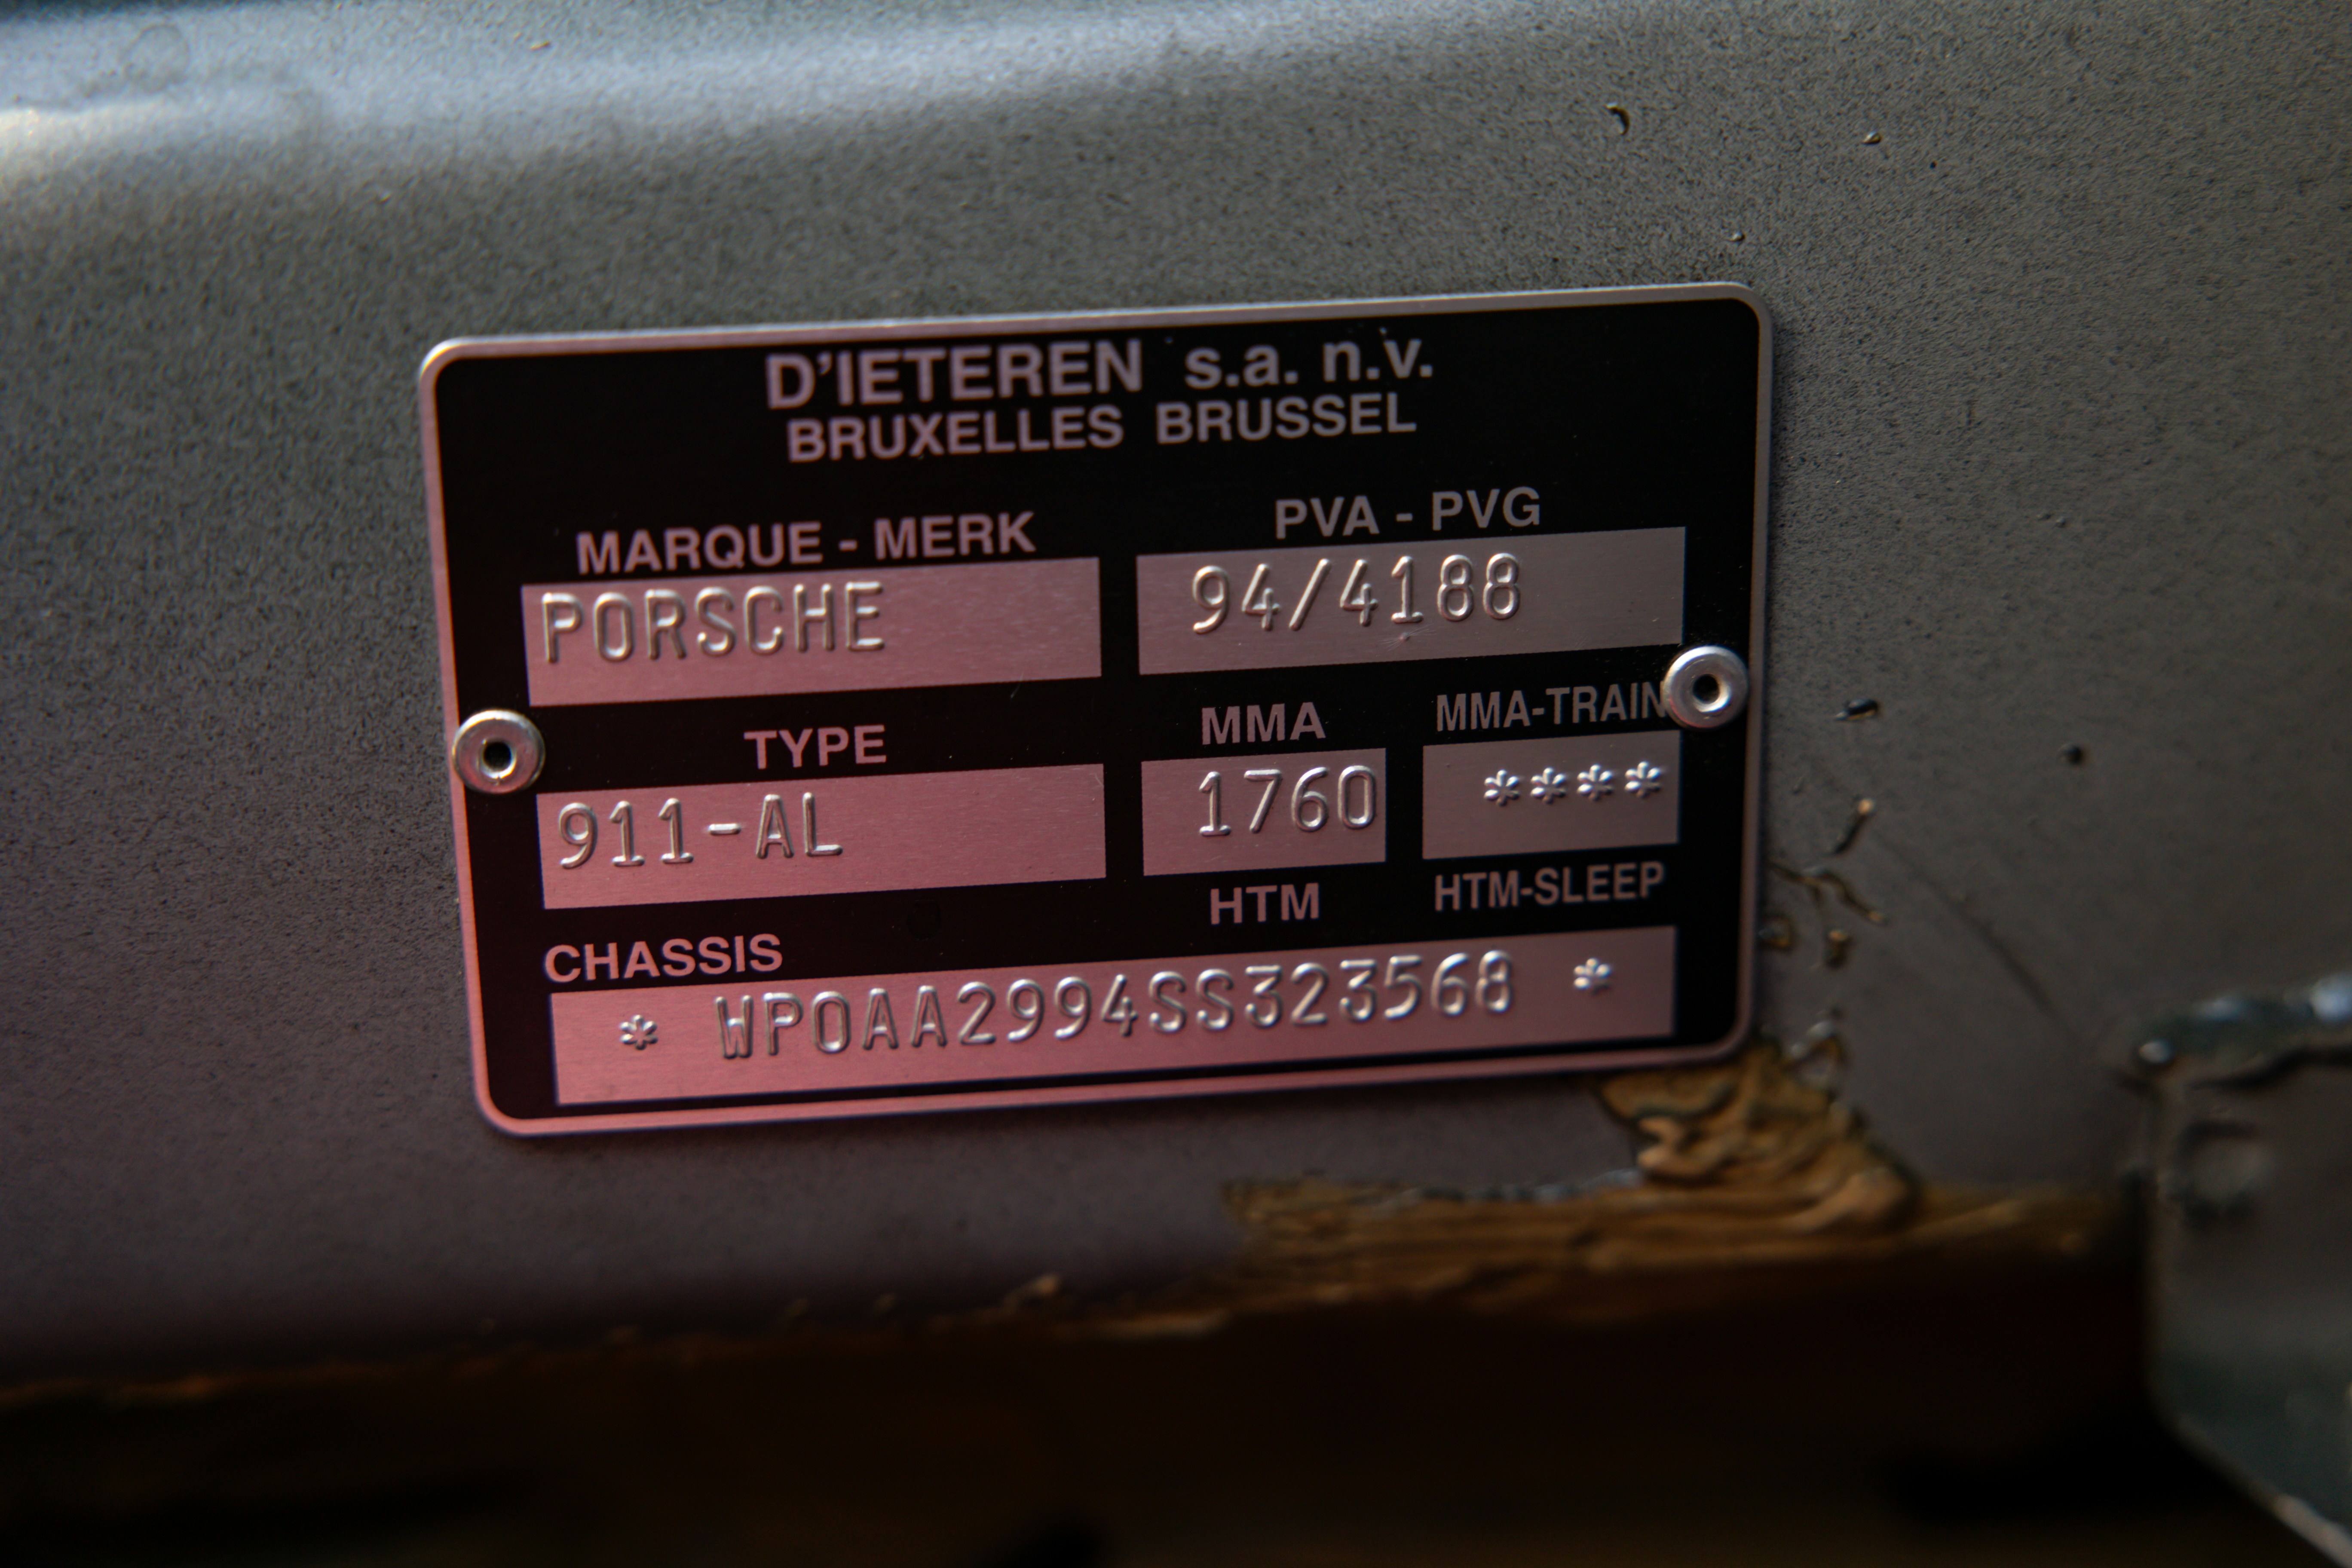 D'IETEREN s.a. n.v.
BRUXELLES BRUSSEL
MARQUE - MERK PVA - PVG
PORSCHE 94/4188
TYPE MMA MMA-TRAIN
911-AL 1760 ****
HTM HTM-SLEEP
CHASSIS
* WP0AA2994SS323568 *